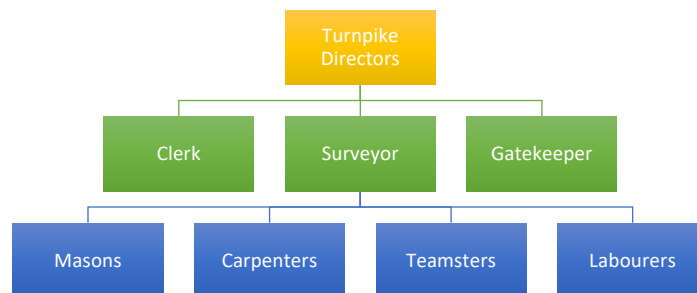 Turnpike
Directors
Clerk
Surveyor
Gatekeeper
Masons
Carpenters
Teamsters
Labourers